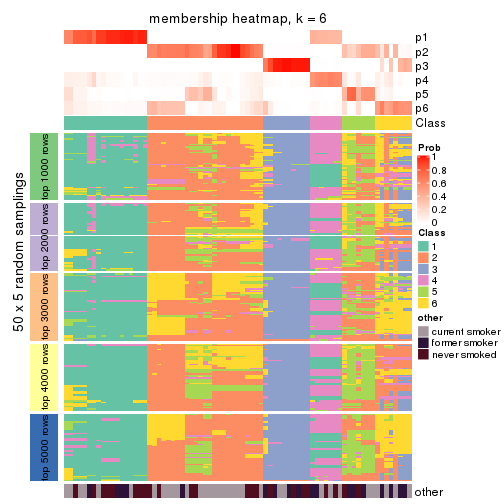 membership heatmap, k = 6
p1
p2
p3
p4
p5
p6
Class
50 x 5 random samplings
top 1000 rows
top 2000 rows
top 3000 rows
top 4000 rows
top 5000 rows
other
Prob
1
0.8
0.6
0.4
0.2
0
Class
1
2
3
4
5
6
other
current smoker
former smoker
never smoked